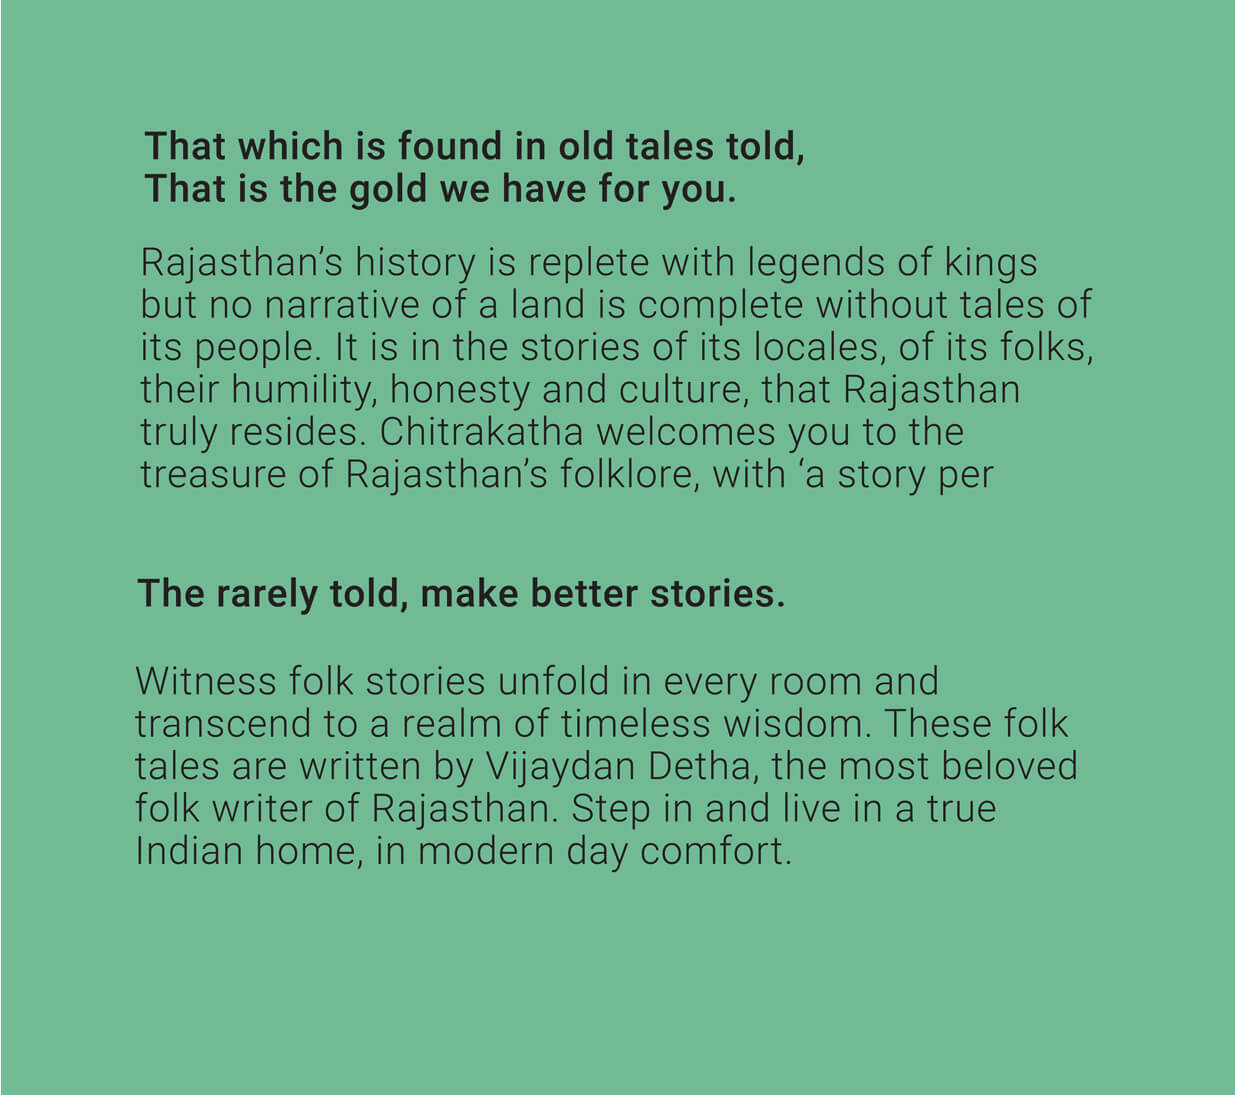 That which is found in old tales told,
That is the gold we have for you.
Rajasthan’s history is replete with legends of kings
but no narrative of a land is complete without tales of
its people. It is in the stories of its locales, of its folks,
their humility, honesty and culture, that Rajasthan
truly resides. Chitrakatha welcomes you to the
treasure of Rajasthan’s folklore, with ‘a story per
The rarely told, make better stories.
Witness folk stories unfold in every room and
transcend to a realm of timeless wisdom. These folk
tales are written by Vijaydan Detha, the most beloved
folk writer of Rajasthan. Step in and live in a true
Indian home, in modern day comfort.